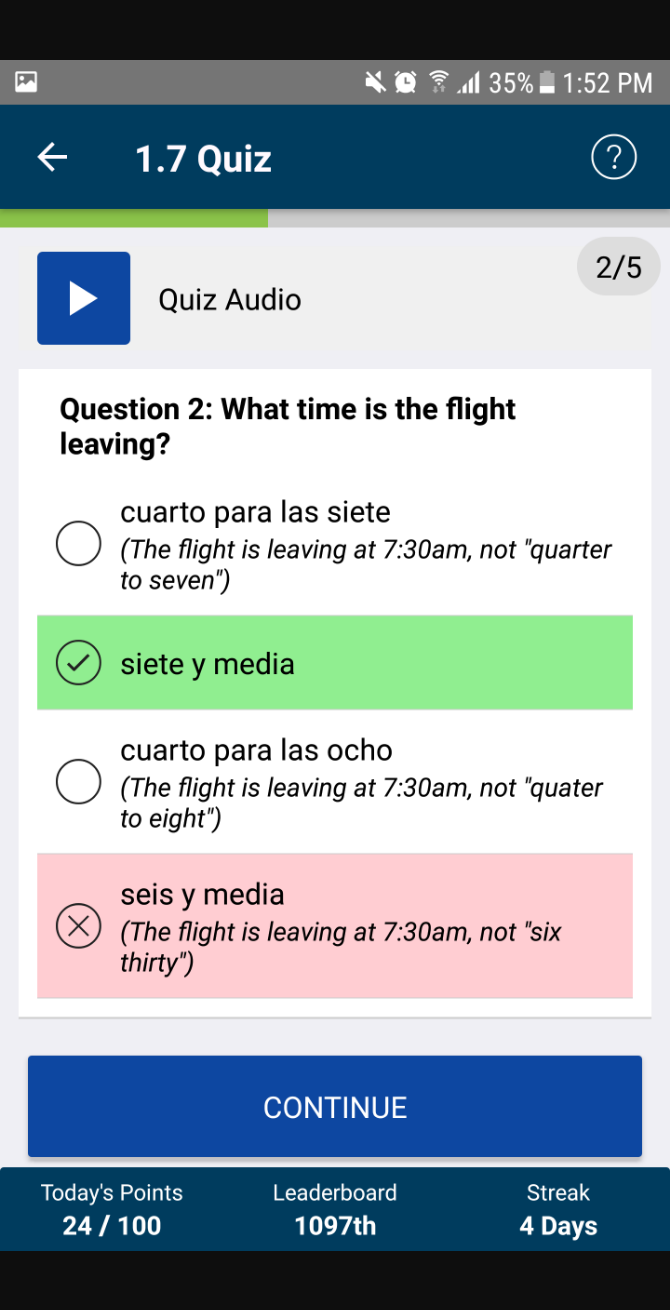 35% 1:52 PM
1.7 Quiz
?
2/5
Quiz Audio
Question 2: What time is the flight
leaving?
cuarto para las siete
(The flight is leaving at 7:30am, not "quarter
to seven")
siete y media
cuarto para las ocho
(The flight is leaving at 7:30am, not "quater
to eight")
seis y media
(The flight is leaving at 7:30am, not "six
thirty")
CONTINUE
Today's Points Leaderboard Streak
24 / 100 1097th 4 Days